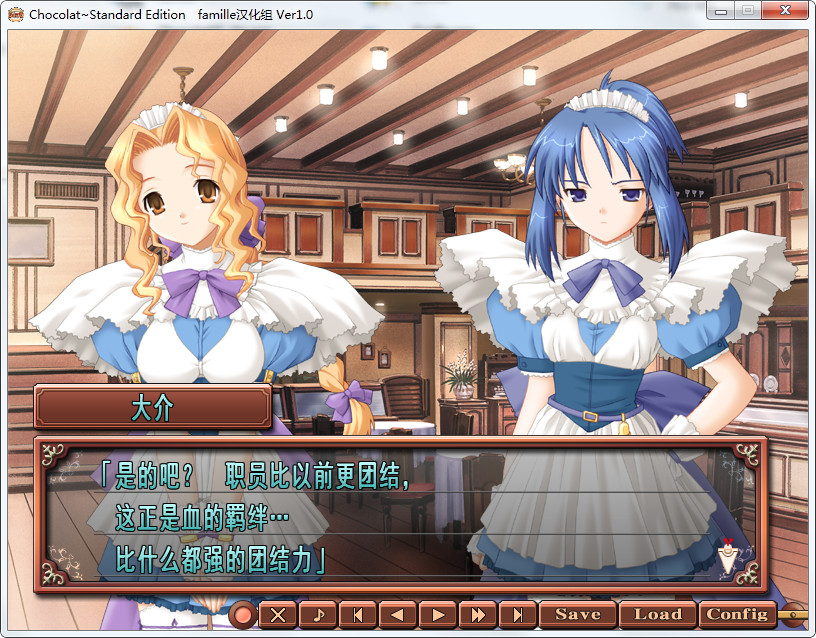 Chocolat~Standard Edition famille汉化组 Ver1.0
大介
「是的吧？ 职员比以前更团结，
这正是血的羁绊…
比什么都强的团结力」
Save Load Config